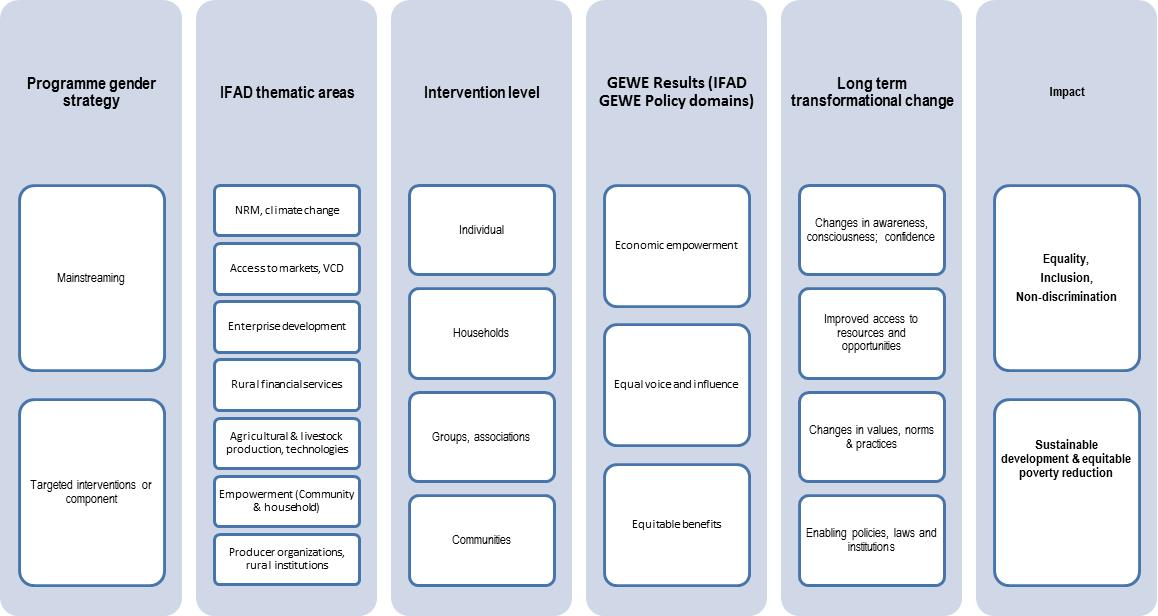 Programme gender
strategy
Mainstreaming
Targeted interventions or
component
IFAD thematic areas
NRM, climate change
Access to markets, VCD
Enterprise development
Rural financial services
Agricultural & livestock
production, technologies
Empowerment (Community
& household)
Producer organizations,
rural institutions
Intervention level
Individual
Households
Groups, associations
Communities
GEWE Results (IFAD
GEWE Policy domains)
Economic empowerment
Equal voice and influence
Equitable benefits
Long term
transformational change
Changes in awareness,
consciousness; confidence
Improved access to
resources and
opportunities
Changes in values, norms
& practices
Enabling policies, laws and
institutions
Impact
Equality,
Inclusion,
Non-discrimination
Sustainable
development & equitable
poverty reduction